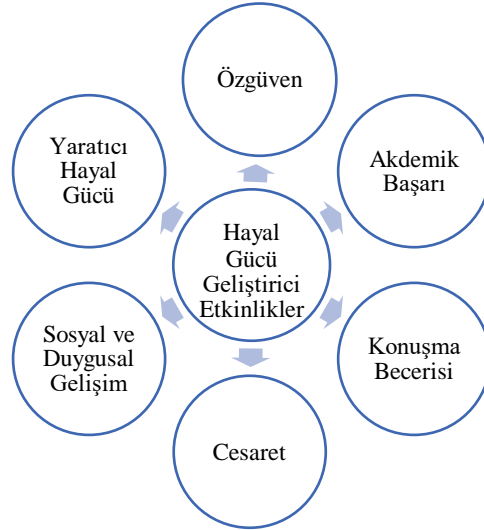 Özgüven
Yaratıcı
Hayal
Gücü
Akdemik
Başarı
Hayal
Gücü
Geliştirici
Etkinlikler
Sosyal ve
Duygusal
Gelişim
Konuşma
Becerisi
Cesaret